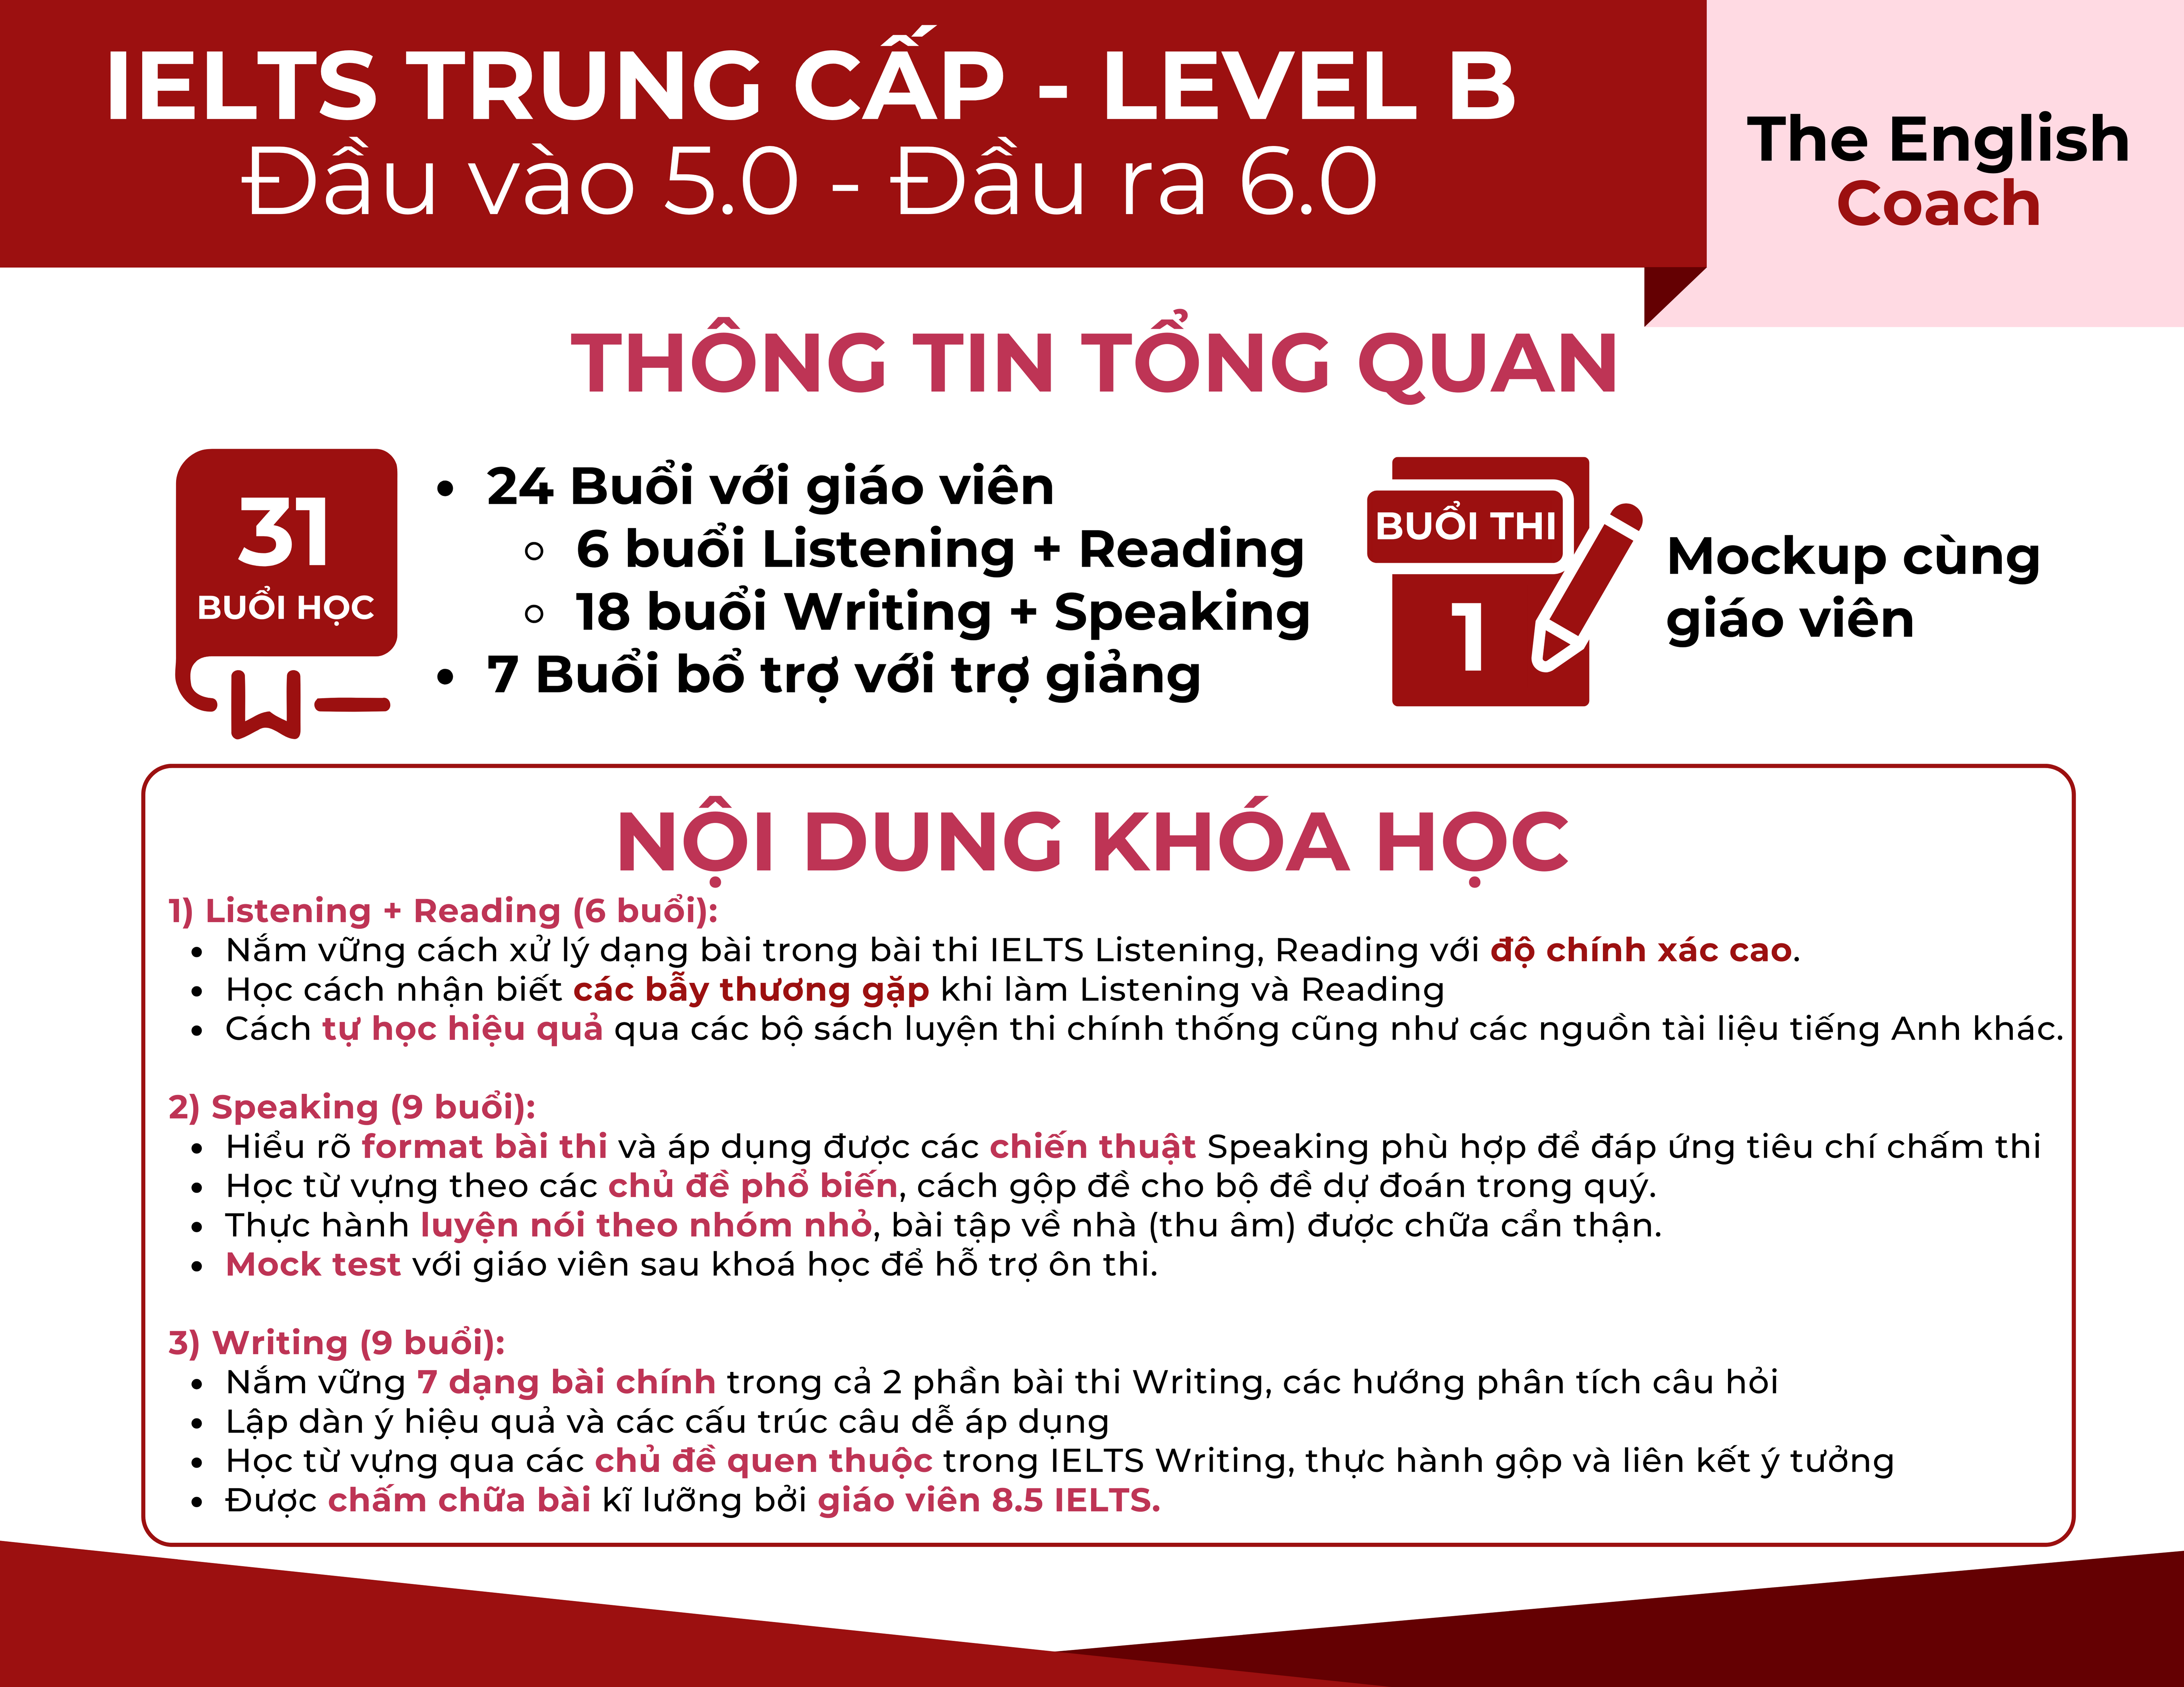 IELTS TRUNG CẤP - LEVEL B
Đầu vào 5.0 - Đầu ra 6.0
The English
Coach
THÔNG TIN TỔNG QUAN
31
BUỔI HỌC
• 24 Buổi với giáo viên
◦ 6 buổi Listening + Reading
◦ 18 buổi Writing + Speaking
• 7 Buổi bổ trợ với trợ giảng
BUỔI THI
1
Mockup cùng
giáo viên
NỘI DUNG KHÓA HỌC
1) Listening + Reading (6 buổi):
• Nắm vững cách xử lý dạng bài trong bài thi IELTS Listening, Reading với độ chính xác cao.
• Học cách nhận biết các bẫy thương gặp khi làm Listening và Reading
• Cách tự học hiệu quả qua các bộ sách luyện thi chính thống cũng như các nguồn tài liệu tiếng Anh khác.
2) Speaking (9 buổi):
• Hiểu rõ format bài thi và áp dụng được các chiến thuật Speaking phù hợp để đáp ứng tiêu chí chấm thi
• Học từ vựng theo các chủ đề phổ biến, cách gộp đề cho bộ đề dự đoán trong quý.
• Thực hành luyện nói theo nhóm nhỏ, bài tập về nhà (thu âm) được chữa cẩn thận.
• Mock test với giáo viên sau khoá học để hỗ trợ ôn thi.
3) Writing (9 buổi):
• Nắm vững 7 dạng bài chính trong cả 2 phần bài thi Writing, các hướng phân tích câu hỏi
• Lập dàn ý hiệu quả và các cấu trúc câu dễ áp dụng
• Học từ vựng qua các chủ đề quen thuộc trong IELTS Writing, thực hành gộp và liên kết ý tưởng
• Được chấm chữa bài kĩ lưỡng bởi giáo viên 8.5 IELTS.